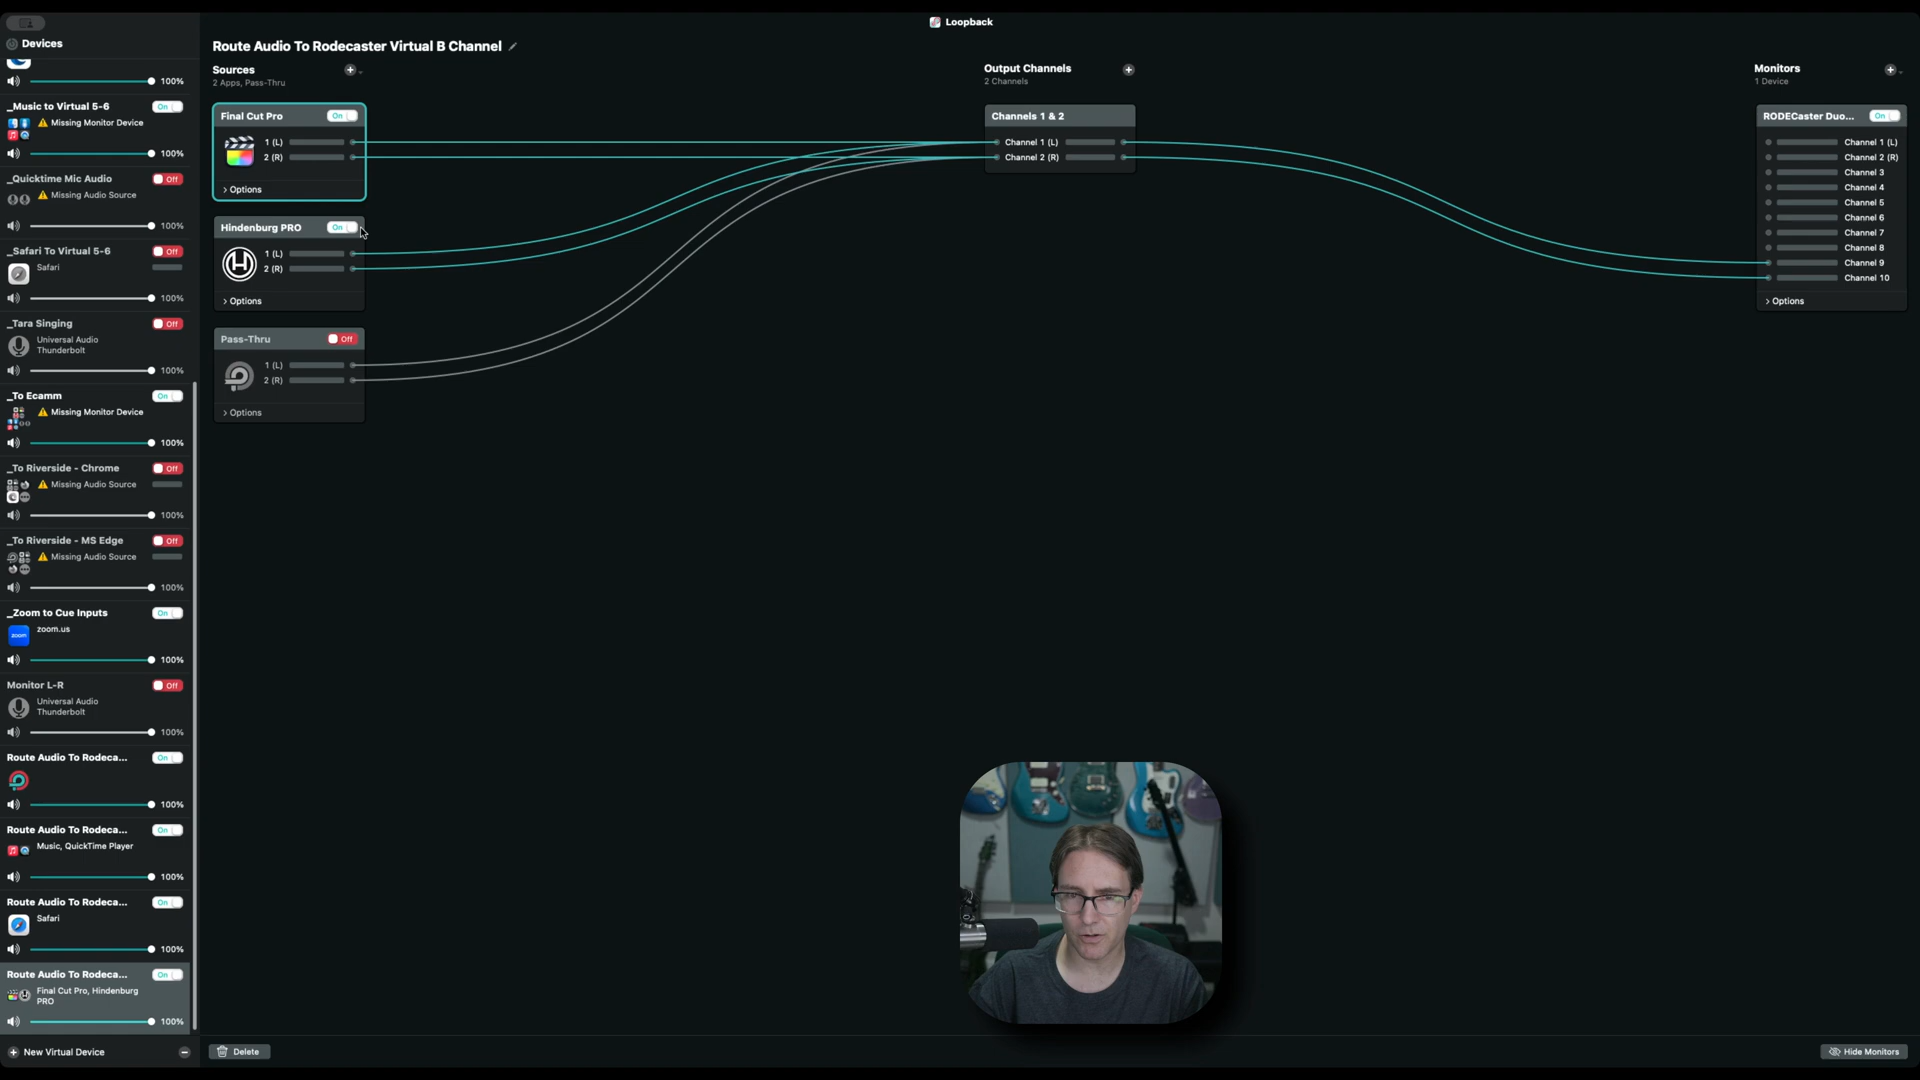 Loopback
Devices
100%
_Music to Virtual 5-6 On
Missing Monitor Device
100%
_Quicktime Mic Audio Off
Missing Audio Source
100%
_Safari To Virtual 5-6 Off
Safari
100%
_Tara Singing Off
Universal Audio
Thunderbolt
100%
_To Ecamm On
Missing Monitor Device
100%
_To Riverside - Chrome Off
Missing Audio Source
100%
_To Riverside - MS Edge Off
Missing Audio Source
100%
_Zoom to Cue Inputs On
zoom zoom.us
100%
Monitor L-R Off
Universal Audio
Thunderbolt
100%
Route Audio To Rodeca... On
100%
Route Audio To Rodeca... On
Music, QuickTime Player
100%
Route Audio To Rodeca... On
Safari
100%
Route Audio To Rodeca... On
Final Cut Pro, Hindenburg
PRO
100%
New Virtual Device
Route Audio To Rodecaster Virtual B Channel
Sources
2 Apps, Pass-Thru
Final Cut Pro On
1 (L)
2 (R)
Options
Hindenburg PRO On
1 (L)
2 (R)
Options
Pass-Thru Off
1 (L)
2 (R)
Options
Output Channels
2 Channels
Channels 1 & 2
Channel 1 (L)
Channel 2 (R)
Monitors
1 Device
RODECaster Duo... On
Channel 1 (L)
Channel 2 (R)
Channel 3
Channel 4
Channel 5
Channel 6
Channel 7
Channel 8
Channel 9
Channel 10
Options
Delete
Hide Monitors